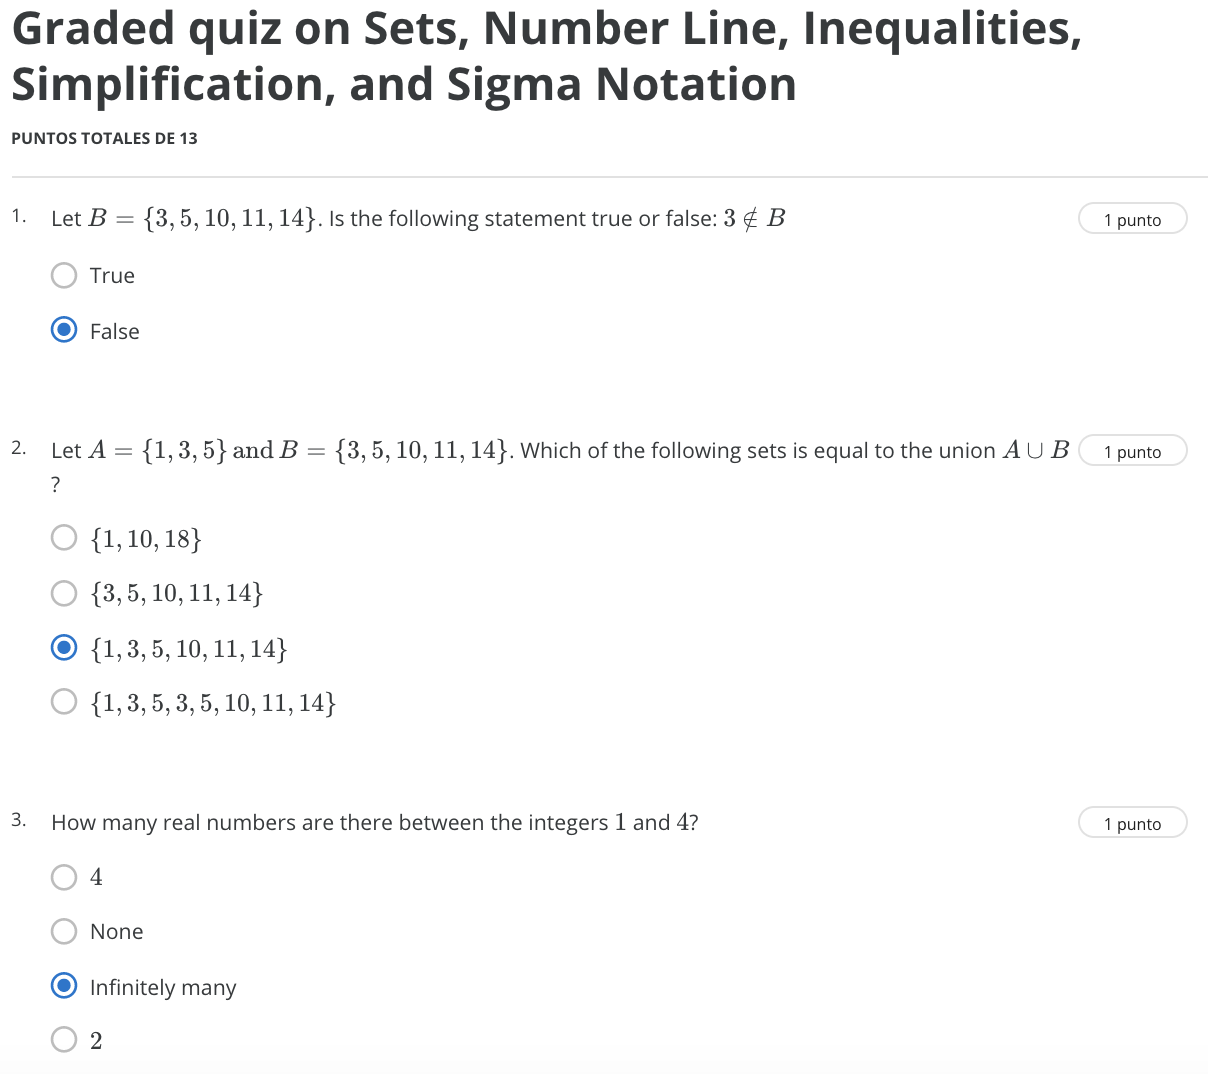 Graded quiz on Sets, Number Line, Inequalities,
Simplification, and Sigma Notation
PUNTOS TOTALES DE 13
1. Let B = {3, 5, 10, 11, 14}. Is the following statement true or false: 3 ∉ B 1 punto
True
False
2. Let A = {1, 3, 5} and B = {3, 5, 10, 11, 14}. Which of the following sets is equal to the union A ∪ B 1 punto
?
{1, 10, 18}
{3, 5, 10, 11, 14}
{1, 3, 5, 10, 11, 14}
{1, 3, 5, 3, 5, 10, 11, 14}
3. How many real numbers are there between the integers 1 and 4? 1 punto
4
None
Infinitely many
2